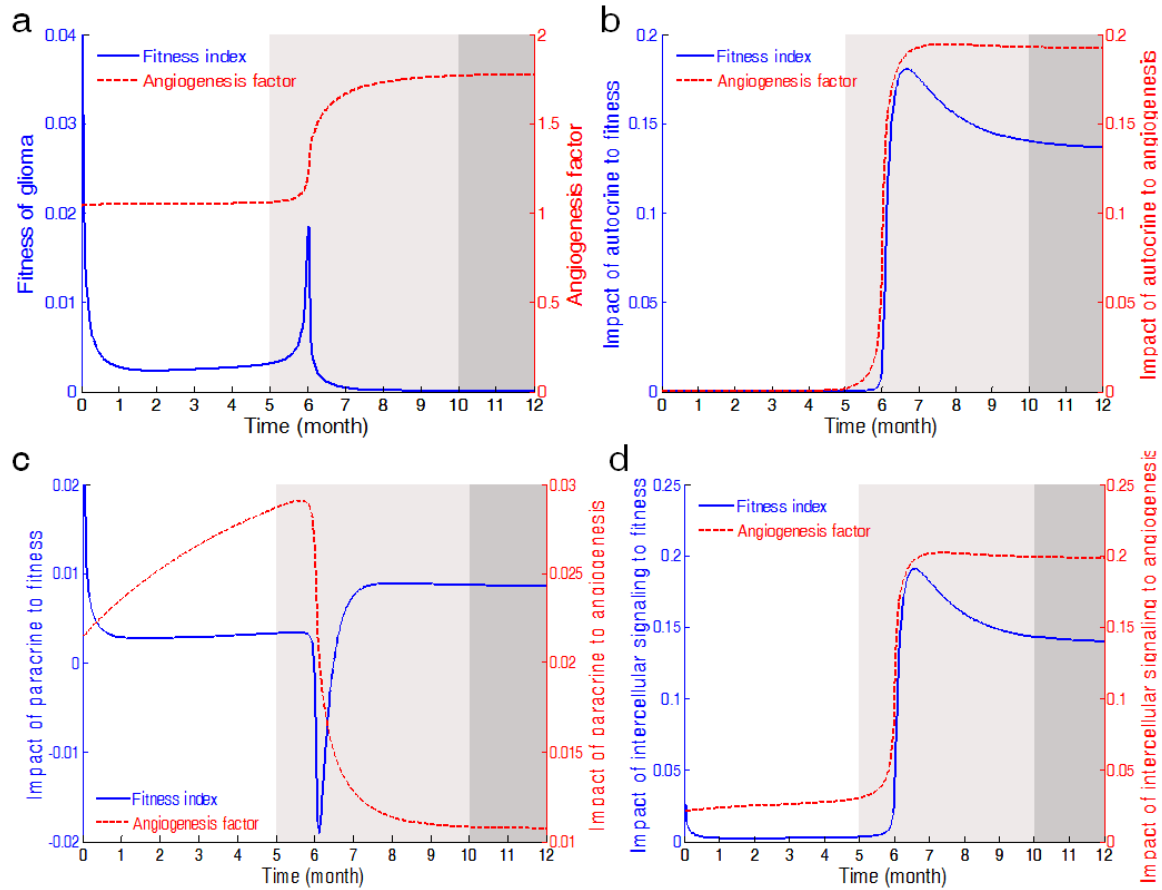 a
Fitness index
Angiogenesis factor
Fitness of glioma
0.04
0.03
0.02
0.01
0
Angiogenesis factor
2
1.5
1
0.5
0
0 1 2 3 4 5 6 7 8 9 10 11 12
Time (month)
b
Fitness index
Angiogenesis factor
Impact of autocrine to fitness
0.2
0.15
0.1
0.05
0
Impact of autocrine to angiogenesis
0.2
0.15
0.1
0.05
0
0 1 2 3 4 5 6 7 8 9 10 11 12
Time (month)
c
Impact of paracrine to fitness
0.02
0.01
0
-0.01
-0.02
Impact of paracrine to angiogenesis
0.03
0.025
0.02
0.015
0.01
Fitness index
Angiogenesis factor
0 1 2 3 4 5 6 7 8 9 10 11 12
Time (month)
d
Fitness index
Angiogenesis factor
Impact of intercellular signaling to fitness
0.25
0.2
0.15
0.1
0.05
0
Impact of intercellular signaling to angiogenesis
0.25
0.2
0.15
0.1
0.05
0
0 1 2 3 4 5 6 7 8 9 10 11 12
Time (month)